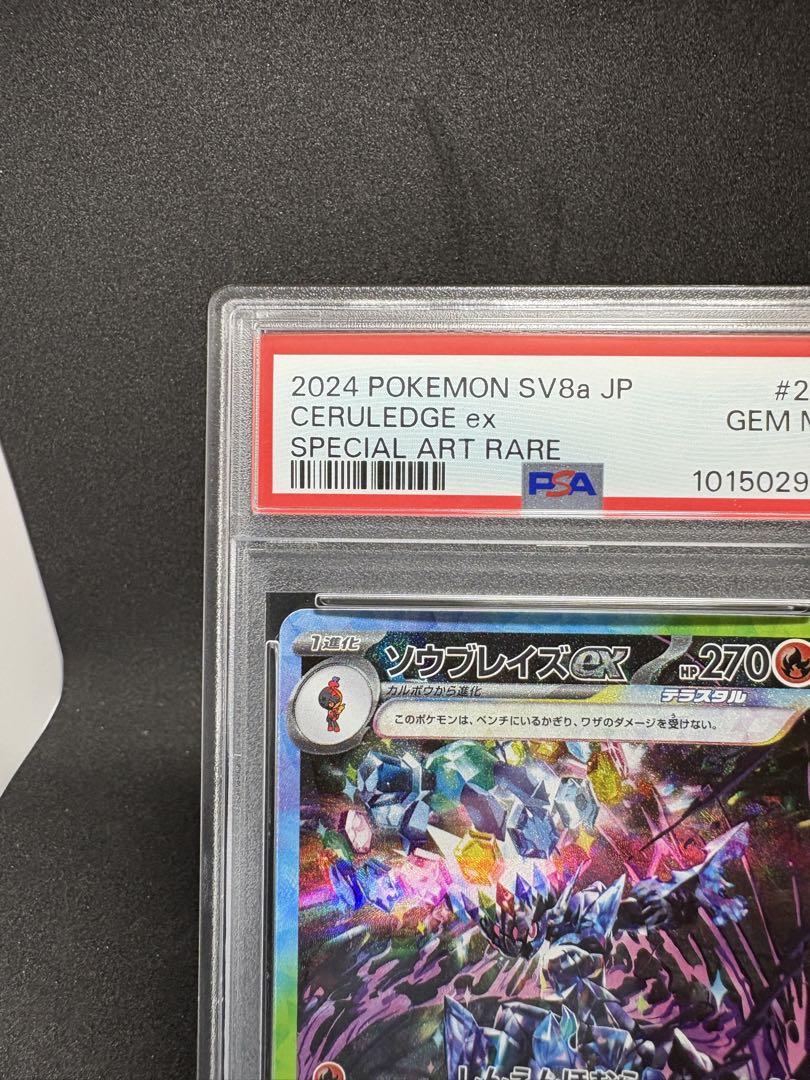 2024 POKEMON SV8a JP
CERULEDGE ex
GEM
SPECIAL ART RARE
PSA
1進化
ソウブレイズex
HP270
カルボウから進化
テラスタル
このポケモンは、ベンチにいるかぎり、ワザのダメージを受けない。